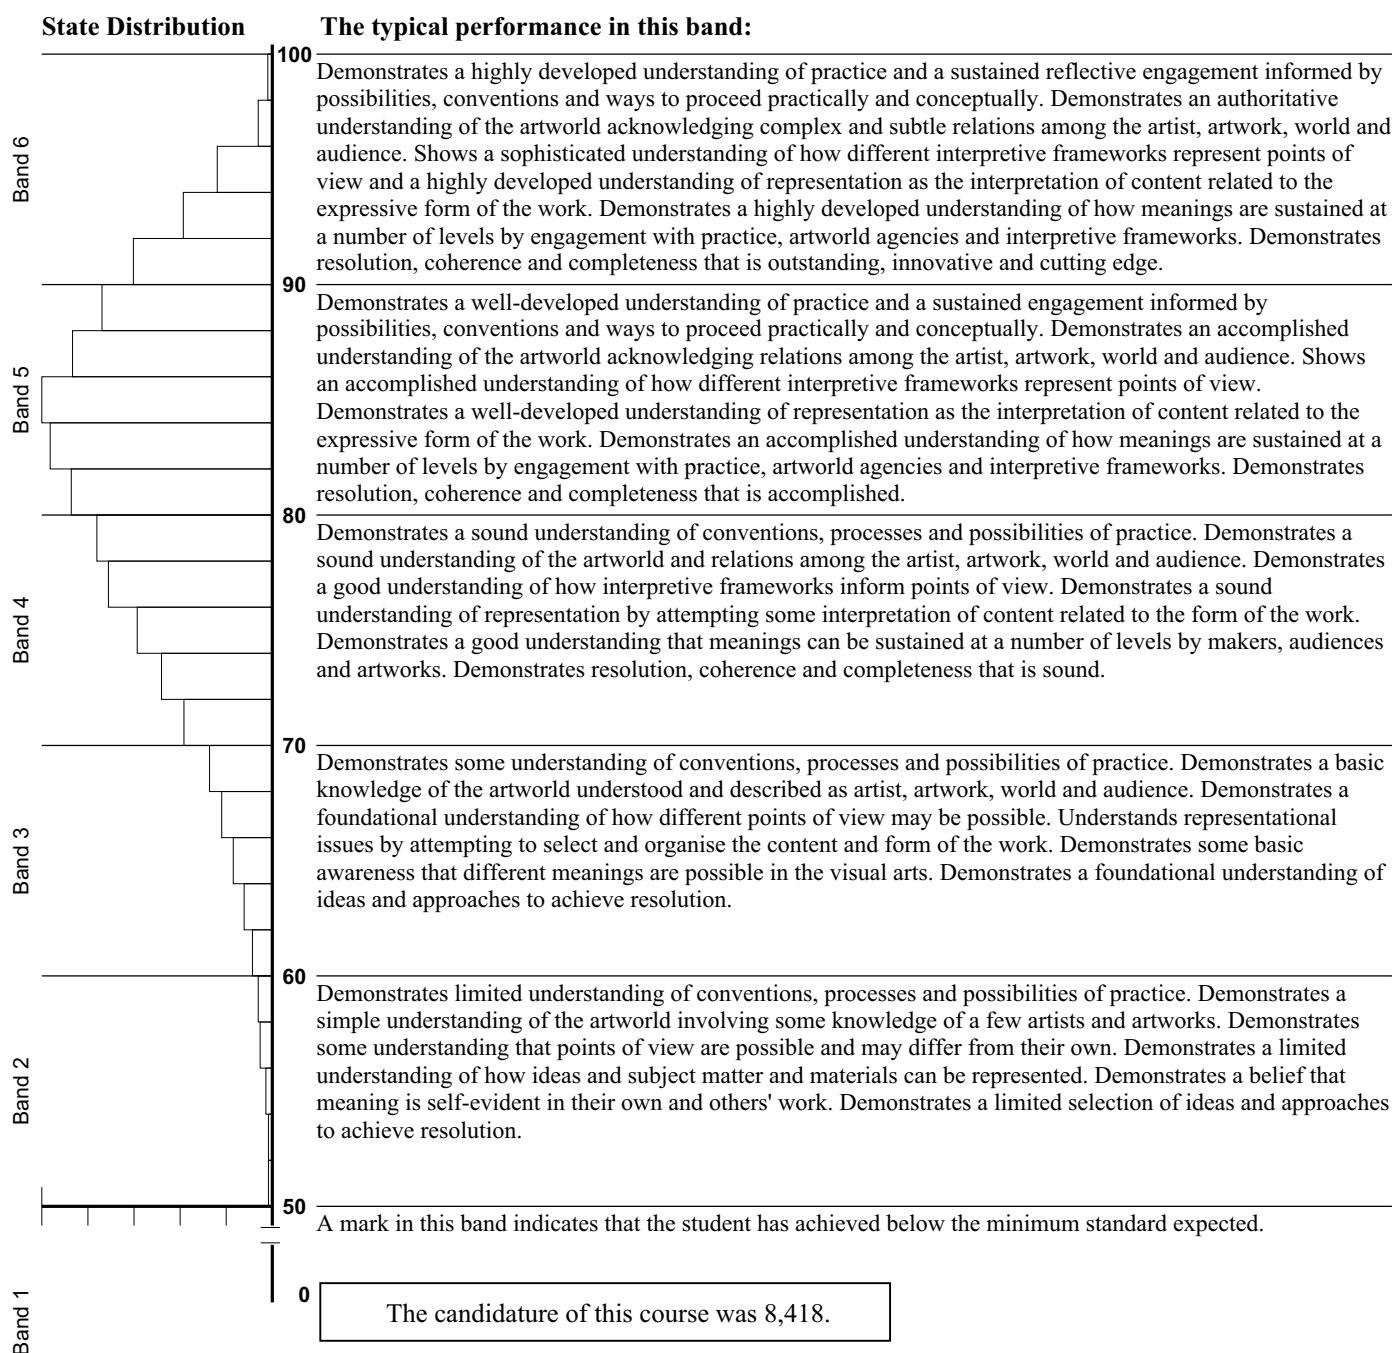 State Distribution
The typical performance in this band:
100
Band 6
Demonstrates a highly developed understanding of practice and a sustained reflective engagement informed by
possibilities, conventions and ways to proceed practically and conceptually. Demonstrates an authoritative
understanding of the artworld acknowledging complex and subtle relations among the artist, artwork, world and
audience. Shows a sophisticated understanding of how different interpretive frameworks represent points of
view and a highly developed understanding of representation as the interpretation of content related to the
expressive form of the work. Demonstrates a highly developed understanding of how meanings are sustained at
a number of levels by engagement with practice, artworld agencies and interpretive frameworks. Demonstrates
resolution, coherence and completeness that is outstanding, innovative and cutting edge.
90
Band 5
Demonstrates a well-developed understanding of practice and a sustained engagement informed by
possibilities, conventions and ways to proceed practically and conceptually. Demonstrates an accomplished
understanding of the artworld acknowledging relations among the artist, artwork, world and audience. Shows
an accomplished understanding of how different interpretive frameworks represent points of view.
Demonstrates a well-developed understanding of representation as the interpretation of content related to the
expressive form of the work. Demonstrates an accomplished understanding of how meanings are sustained at a
number of levels by engagement with practice, artworld agencies and interpretive frameworks. Demonstrates
resolution, coherence and completeness that is accomplished.
80
Band 4
Demonstrates a sound understanding of conventions, processes and possibilities of practice. Demonstrates a
sound understanding of the artworld and relations among the artist, artwork, world and audience. Demonstrates
a good understanding of how interpretive frameworks inform points of view. Demonstrates a sound
understanding of representation by attempting some interpretation of content related to the form of the work.
Demonstrates a good understanding that meanings can be sustained at a number of levels by makers, audiences
and artworks. Demonstrates resolution, coherence and completeness that is sound.
70
Band 3
Demonstrates some understanding of conventions, processes and possibilities of practice. Demonstrates a basic
knowledge of the artworld understood and described as artist, artwork, world and audience. Demonstrates a
foundational understanding of how different points of view may be possible. Understands representational
issues by attempting to select and organise the content and form of the work. Demonstrates some basic
awareness that different meanings are possible in the visual arts. Demonstrates a foundational understanding of
ideas and approaches to achieve resolution.
60
Band 2
Demonstrates limited understanding of conventions, processes and possibilities of practice. Demonstrates a
simple understanding of the artworld involving some knowledge of a few artists and artworks. Demonstrates
some understanding that points of view are possible and may differ from their own. Demonstrates a limited
understanding of how ideas and subject matter and materials can be represented. Demonstrates a belief that
meaning is self-evident in their own and others' work. Demonstrates a limited selection of ideas and approaches
to achieve resolution.
50
A mark in this band indicates that the student has achieved below the minimum standard expected.
0
Band 1
The candidature of this course was 8,418.